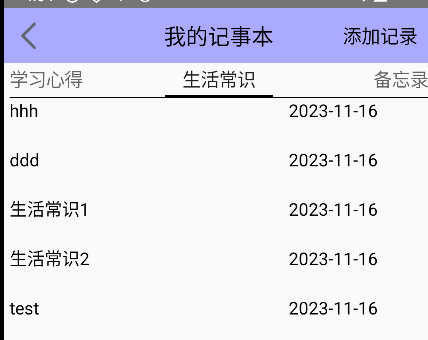 我的记事本 添加记录
学习心得 生活常识 备忘录
hhh 2023-11-16
ddd 2023-11-16
生活常识1 2023-11-16
生活常识2 2023-11-16
test 2023-11-16